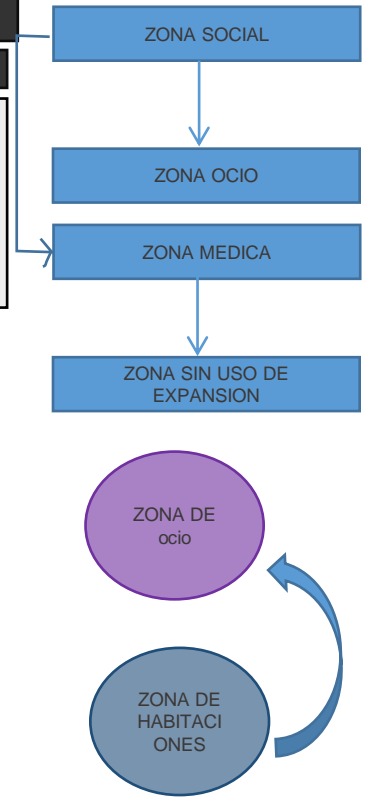 ZONA SOCIAL
ZONA OCIO
ZONA MEDICA
ZONA SIN USO DE
EXPANSION
ZONA DE
ocio
ZONA DE
HABITACI
ONES